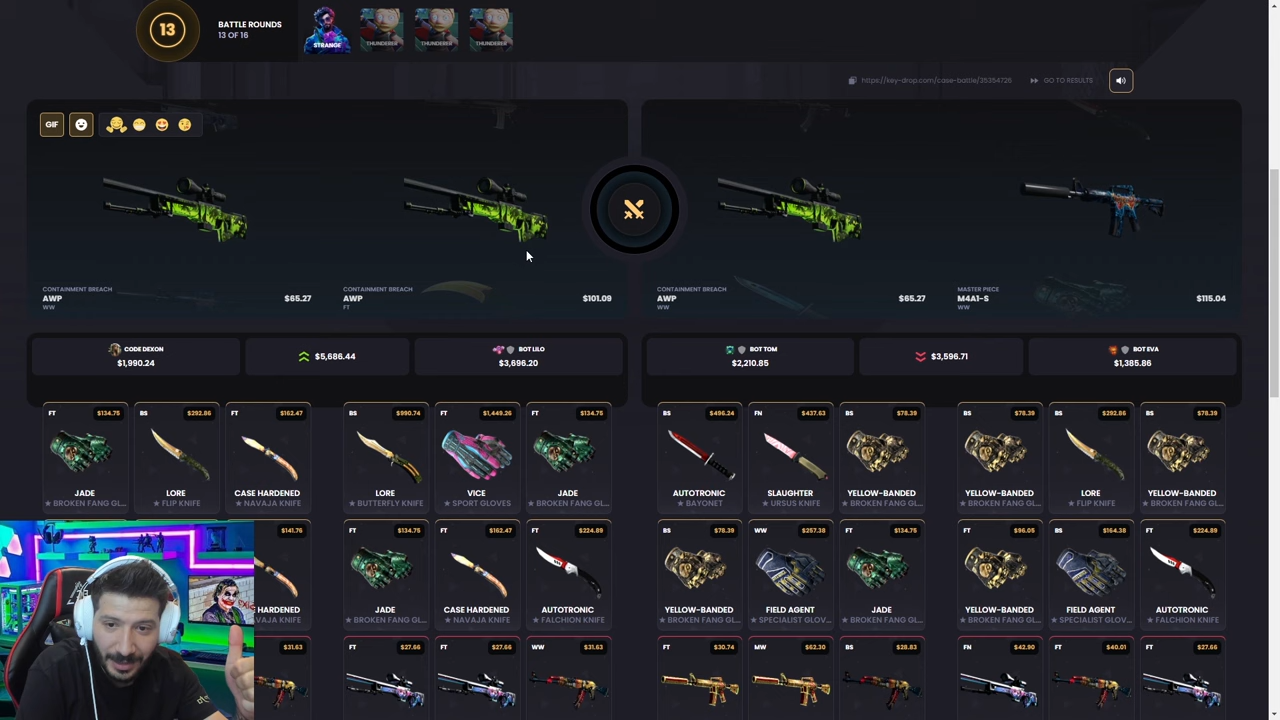 13
BATTLE ROUNDS
13 OF 16
STRANGE
THUNDERER
THUNDERER
THUNDERER
https://key-drop.com/case-battle/35354726
GO TO RESULTS
GIF
CONTAINMENT BREACH
AWP
WW
$65.27
CONTAINMENT BREACH
AWP
FT
$101.09
CONTAINMENT BREACH
AWP
WW
$65.27
MASTER PIECE
M4A1-S
WW
$115.04
CODE DEXON
$1,990.24
$5,686.44
BOT LILO
$3,696.20
BOT TOM
$2,210.85
$3,596.71
BOT EVA
$1,385.86
FT $134.75
JADE
★ BROKEN FANG GL...
BS $292.86
LORE
★ FLIP KNIFE
FT $162.47
CASE HARDENED
★ NAVAJA KNIFE
BS $990.74
LORE
★ BUTTERFLY KNIFE
FT $1,449.26
VICE
★ SPORT GLOVES
FT $134.75
JADE
★ BROKEN FANG GL...
BS $496.24
AUTOTRONIC
★ BAYONET
FN $437.63
SLAUGHTER
★ URSUS KNIFE
BS $78.39
YELLOW-BANDED
★ BROKEN FANG GL...
BS $78.39
YELLOW-BANDED
★ BROKEN FANG GL...
BS $292.86
LORE
★ FLIP KNIFE
BS $78.39
YELLOW-BANDED
★ BROKEN FANG GL...
$141.76
HARDENED
NAVAJA KNIFE
FT $134.75
JADE
★ BROKEN FANG GL...
FT $162.47
CASE HARDENED
★ NAVAJA KNIFE
FT $224.89
AUTOTRONIC
★ FALCHION KNIFE
BS $78.39
YELLOW-BANDED
★ BROKEN FANG GL...
WW $257.38
FIELD AGENT
★ SPECIALIST GLOV...
FT $134.75
JADE
★ BROKEN FANG GL...
FT $96.05
YELLOW-BANDED
★ BROKEN FANG GL...
BS $164.38
FIELD AGENT
★ SPECIALIST GLOV...
FT $224.89
AUTOTRONIC
★ FALCHION KNIFE
$31.63
FT $27.66
FT $27.66
WW $31.63
FT $30.74
MW $62.30
BS $28.83
FN $42.90
FT $40.01
FT $27.66